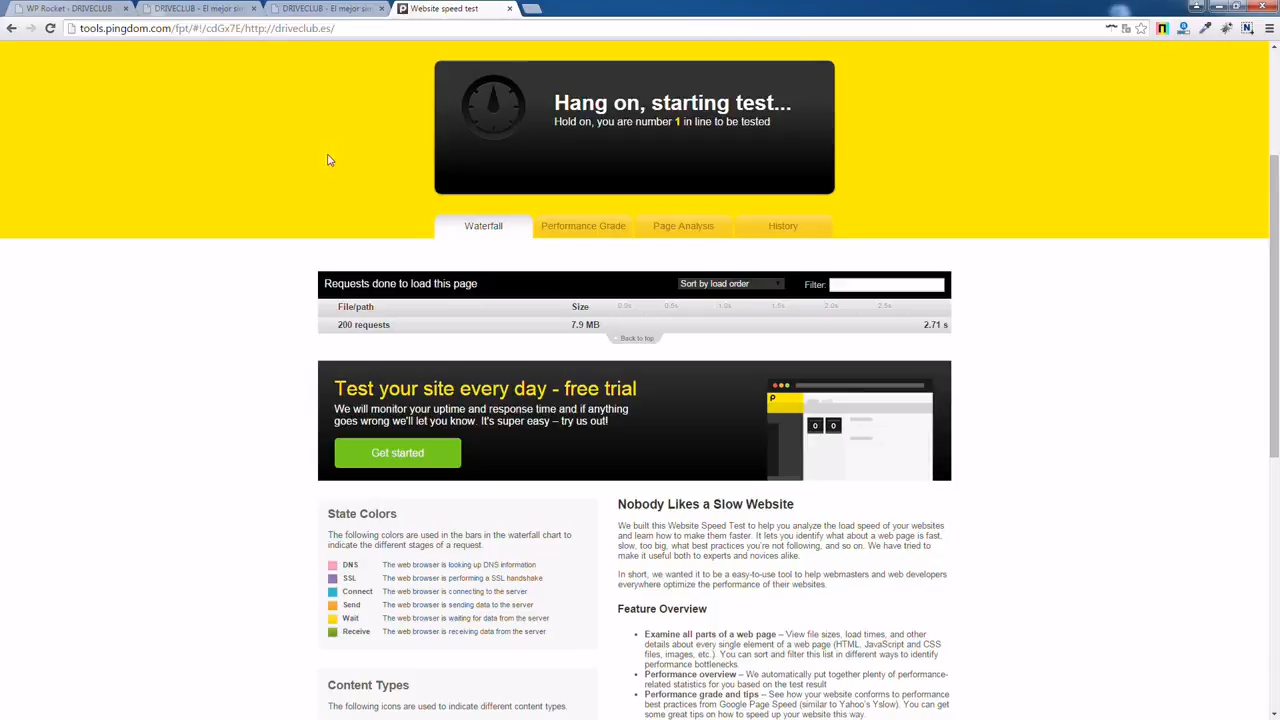 WP Rocket ‹ DRIVECLUB
DRIVECLUB - El mejor si
DRIVECLUB - El mejor si
Website speed test
tools.pingdom.com/fpt/#!/cdGx7E/http://driveclub.es/
Hang on, starting test...
Hold on, you are number 1 in line to be tested
Waterfall
Performance Grade
Page Analysis
History
Requests done to load this page
Sort by load order
Filter:
File/path Size 0.0s 0.5s 1.0s 1.5s 2.0s 2.5s
200 requests 7.9 MB 2.71 s
Back to top
Test your site every day - free trial
We will monitor your uptime and response time and if anything
goes wrong we'll let you know. It's super easy – try us out!
Get started
0 0
State Colors
The following colors are used in the bars in the waterfall chart to
indicate the different stages of a request.
DNS The web browser is looking up DNS information
SSL The web browser is performing a SSL handshake
Connect The web browser is connecting to the server
Send The web browser is sending data to the server
Wait The web browser is waiting for data from the server
Receive The web browser is receiving data from the server
Content Types
The following icons are used to indicate different content types.
Nobody Likes a Slow Website
We built this Website Speed Test to help you analyze the load speed of your websites
and learn how to make them faster. It lets you identify what about a web page is fast,
slow, too big, what best practices you're not following, and so on. We have tried to
make it useful both to experts and novices alike.
In short, we wanted it to be a easy-to-use tool to help webmasters and web developers
everywhere optimize the performance of their websites.
Feature Overview
• Examine all parts of a web page – View file sizes, load times, and other
details about every single element of a web page (HTML, JavaScript and CSS
files, images, etc.). You can sort and filter this list in different ways to identify
performance bottlenecks.
• Performance overview – We automatically put together plenty of performance-
related statistics for you based on the test result
• Performance grade and tips – See how your website conforms to performance
best practices from Google Page Speed (similar to Yahoo's Yslow). You can get
some great tips on how to speed up your website this way.